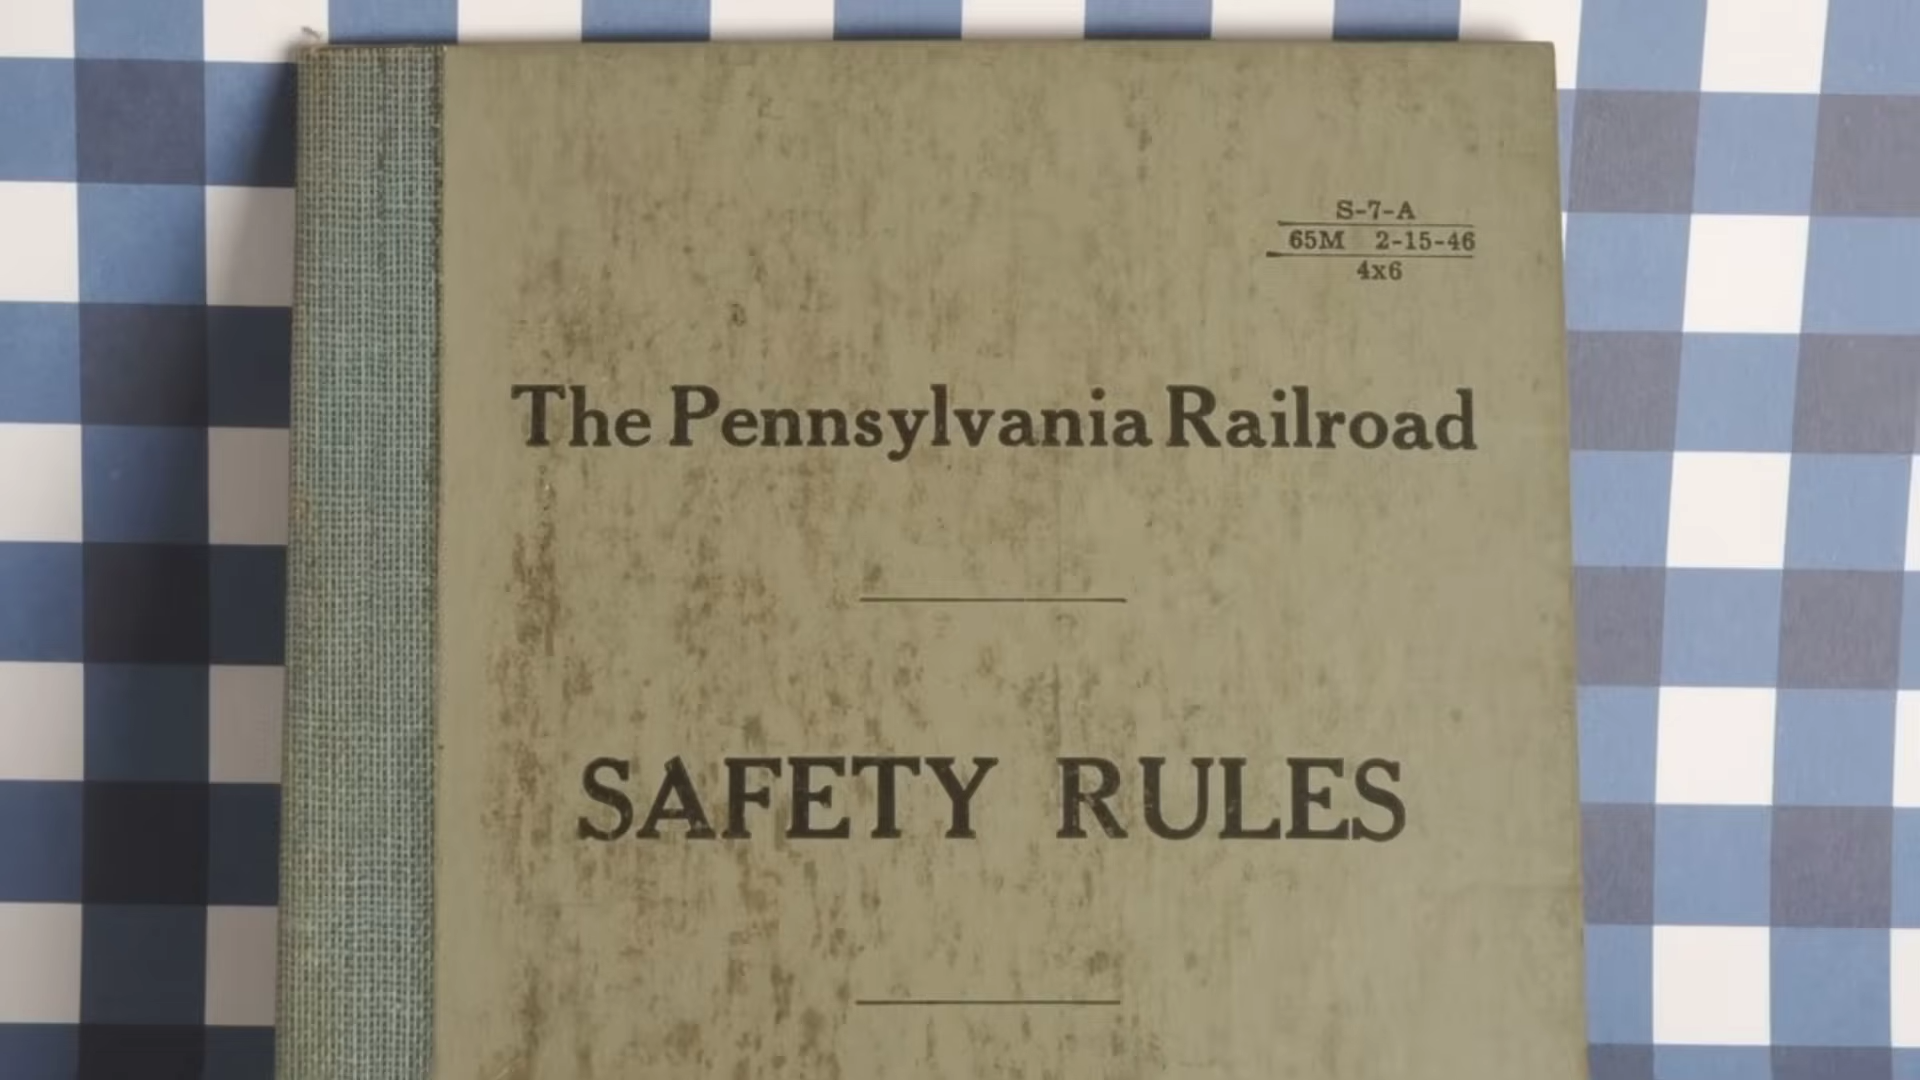 S-7-A
65M 2-15-46
4x6
The Pennsylvania Railroad
SAFETY RULES